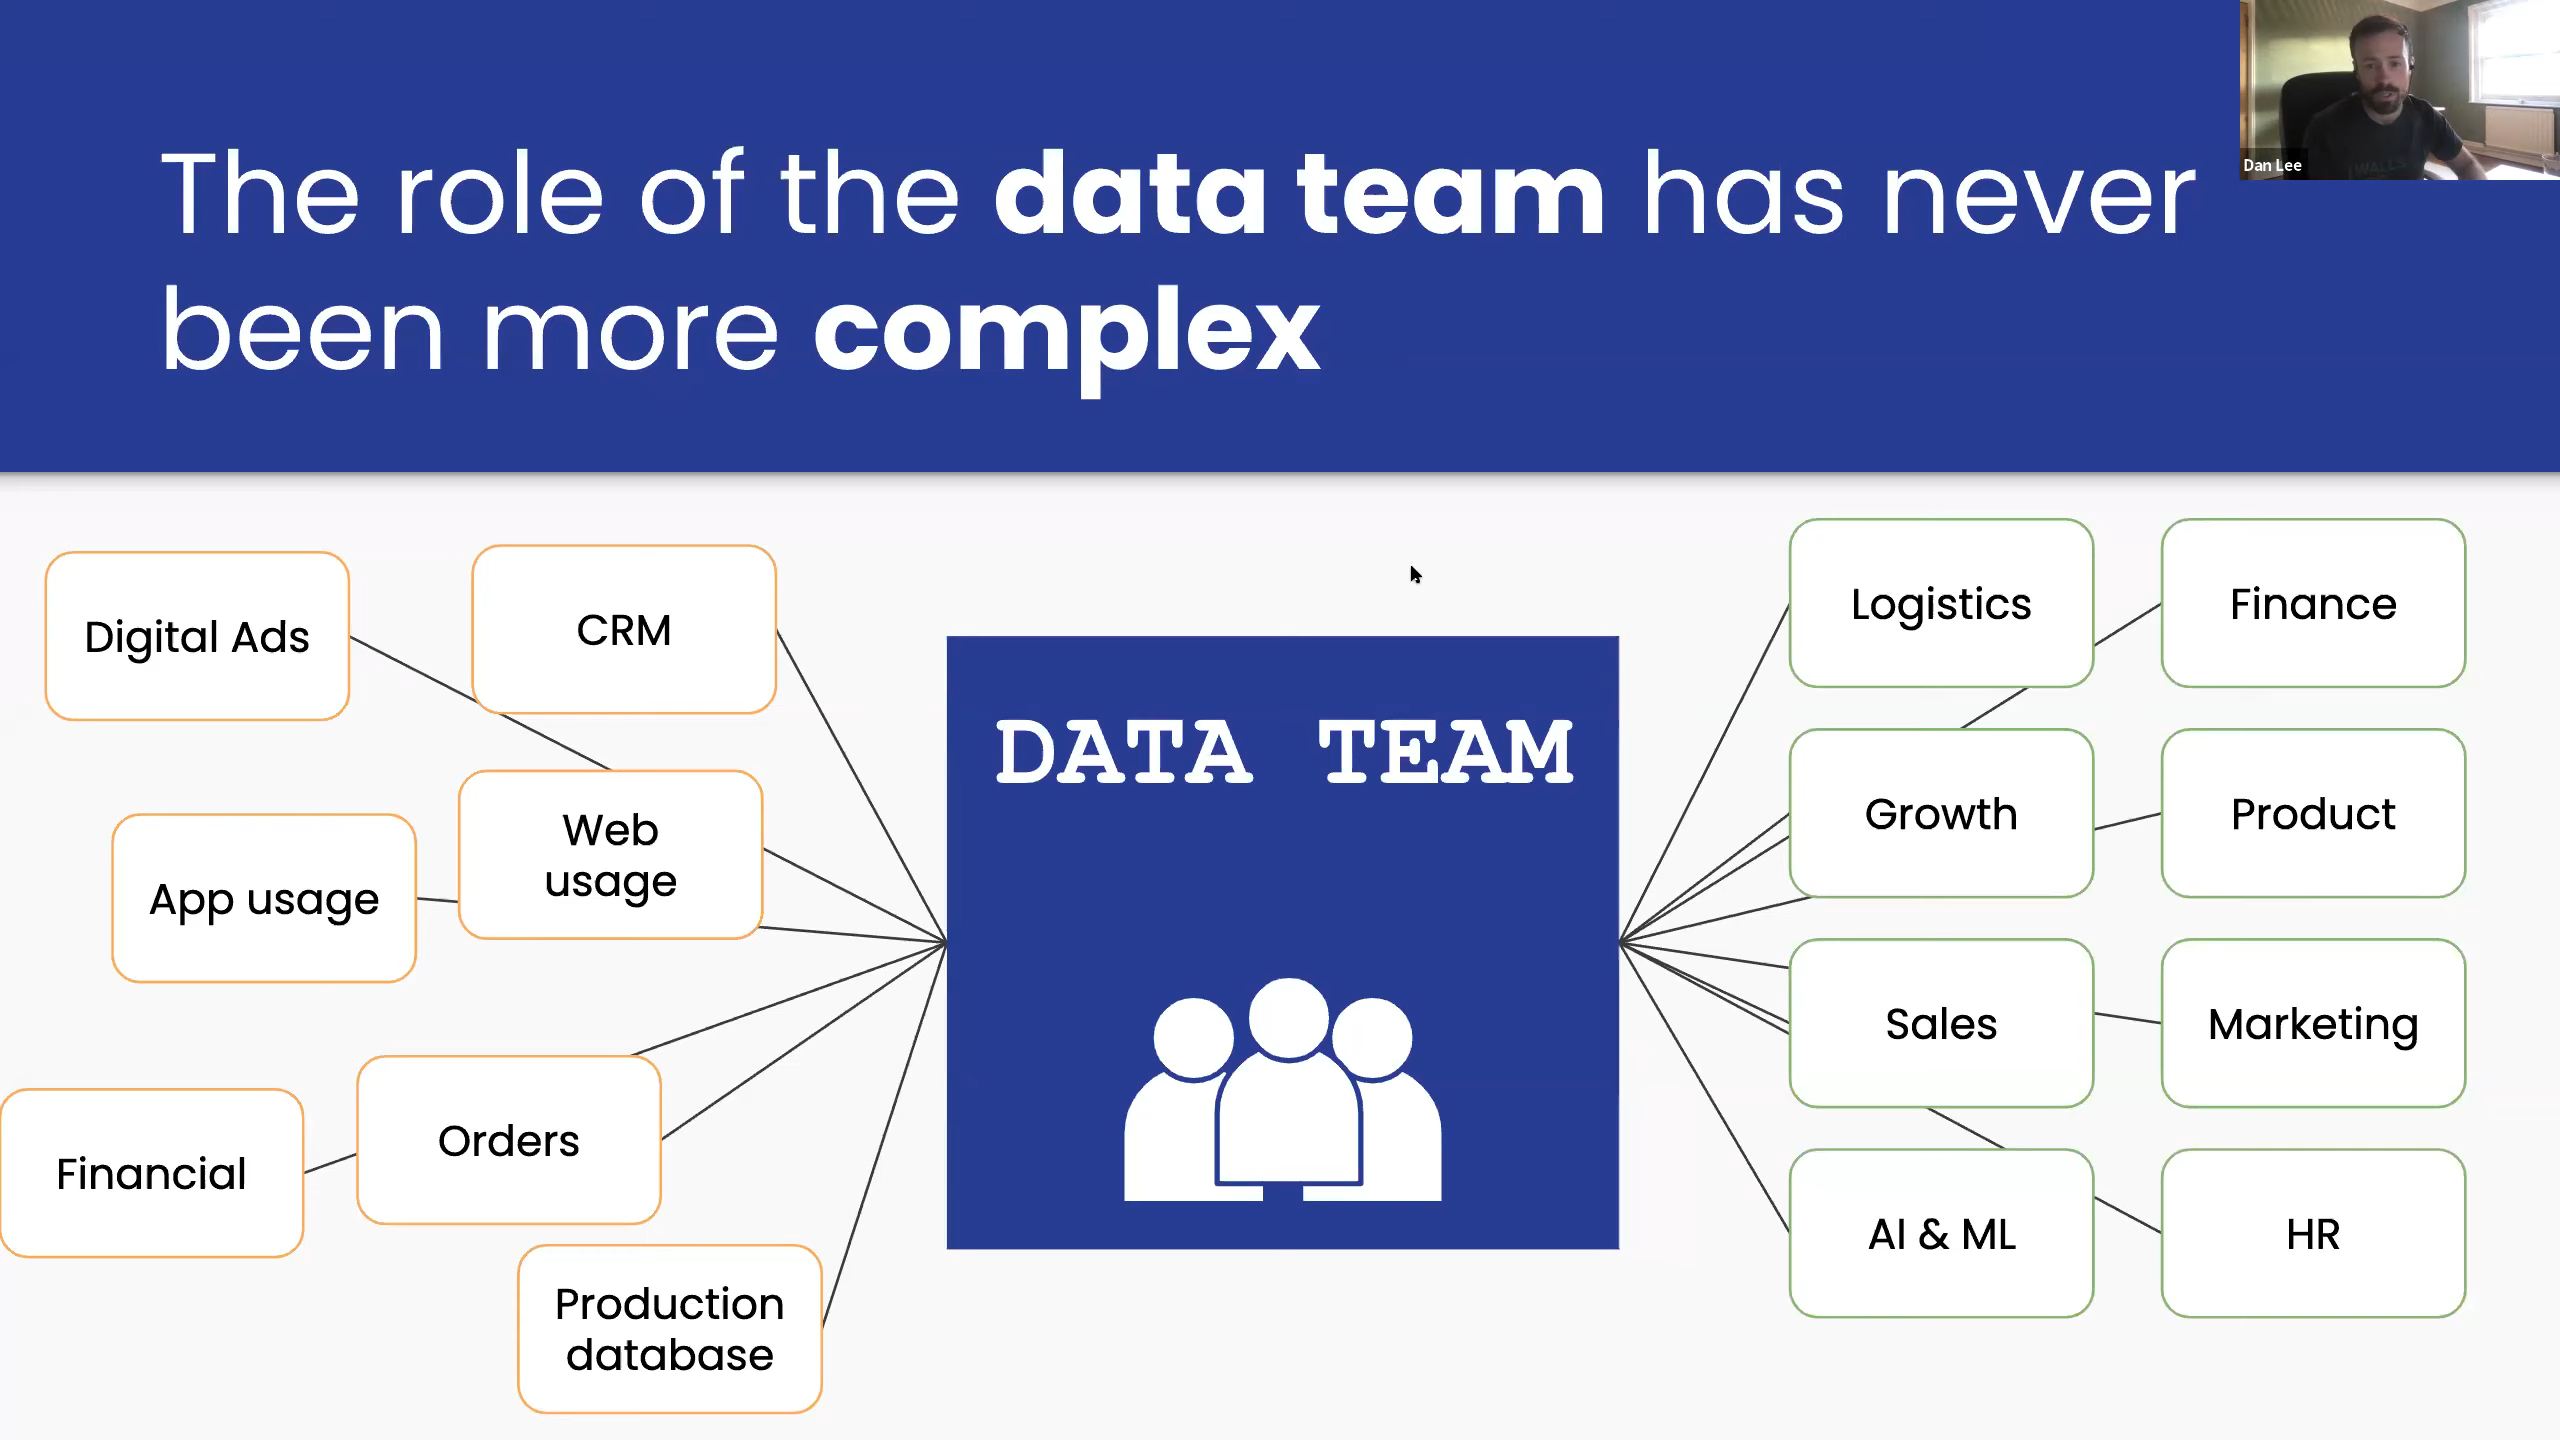 The role of the data team has never
been more complex
Dan Lee
Digital Ads
CRM
App usage
Web
usage
Financial
Orders
Production
database
DATA TEAM
Logistics
Finance
Growth
Product
Sales
Marketing
AI & ML
HR